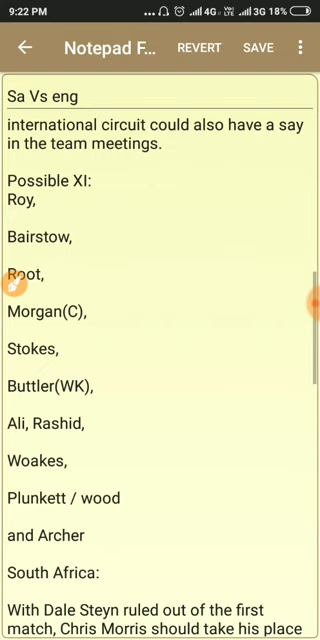 9:22 PM ... 4G Vo) LTE 3G 18%
Notepad F... REVERT SAVE
Sa Vs eng
international circuit could also have a say
in the team meetings.
Possible XI:
Roy,
Bairstow,
Root,
Morgan(C),
Stokes,
Buttler(WK),
Ali, Rashid,
Woakes,
Plunkett / wood
and Archer
South Africa:
With Dale Steyn ruled out of the first
match, Chris Morris should take his place